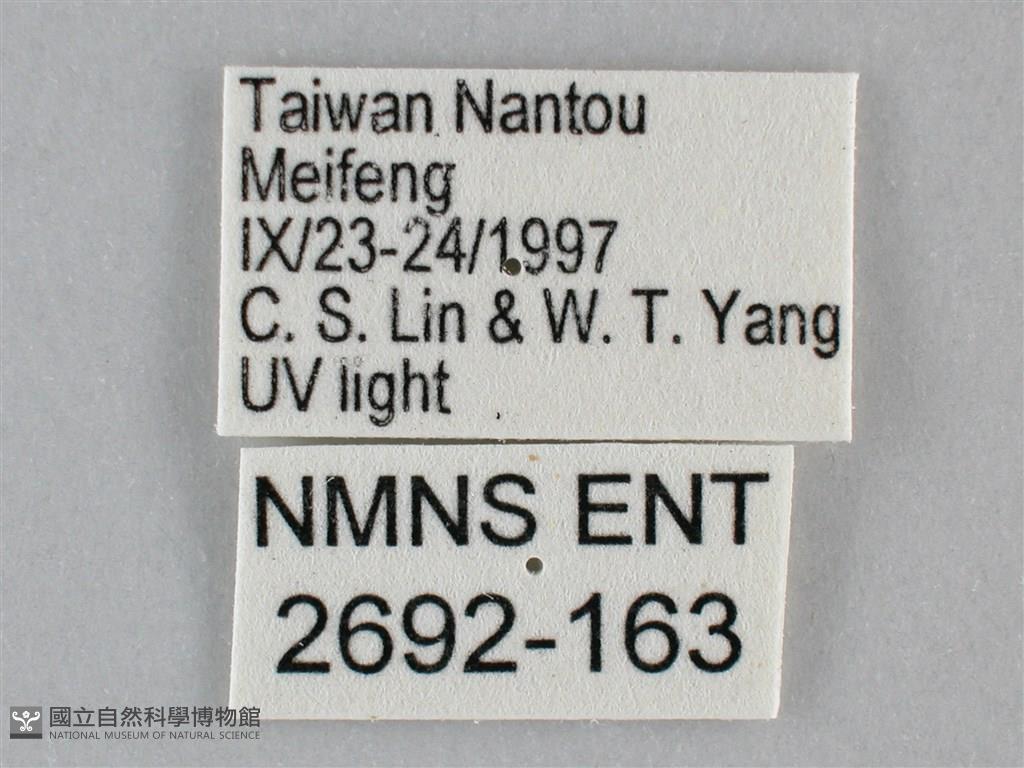 Taiwan Nantou
Meifeng
IX/23-24/1997
C. S. Lin & W. T. Yang
UV light
NMNS ENT
2692-163
國立自然科學博物館
NATIONAL MUSEUM OF NATURAL SCIENCE